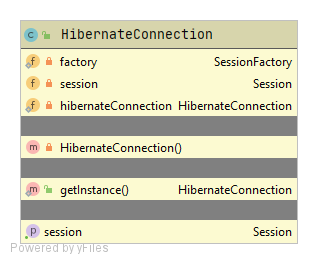 HibernateConnection
factory SessionFactory
session Session
hibernateConnection HibernateConnection
HibernateConnection()
getInstance() HibernateConnection
session Session
Powered by yFiles